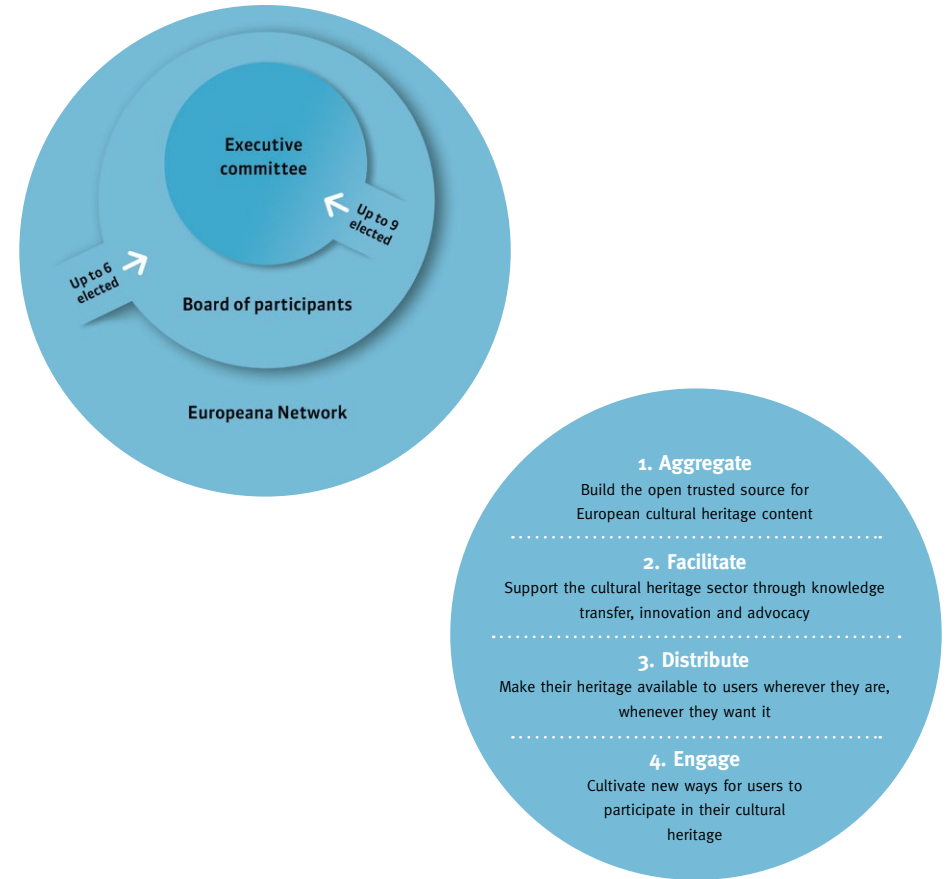 Executive
committee
Up to 9
elected
Up to 6
elected
Board of participants
Europeana Network
1. Aggregate
Build the open trusted source for
European cultural heritage content
2. Facilitate
Support the cultural heritage sector through knowledge
transfer, innovation and advocacy
3. Distribute
Make their heritage available to users wherever they are,
whenever they want it
4. Engage
Cultivate new ways for users to
participate in their cultural
heritage